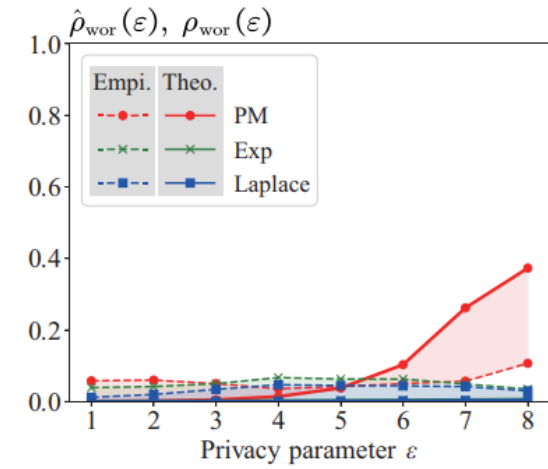 ρ̂wor(ε), ρwor(ε)
1.0
0.8
0.6
0.4
0.2
0.0
Empi. Theo.
PM
Exp
Laplace
1 2 3 4 5 6 7 8
Privacy parameter ε